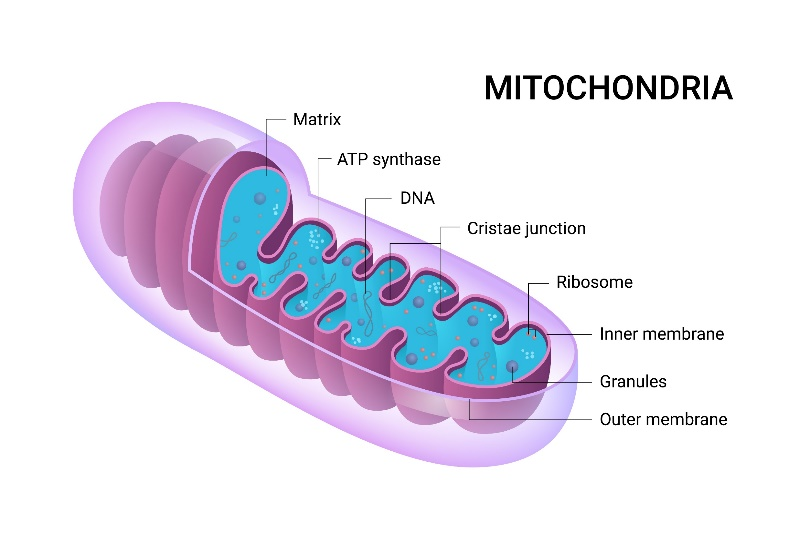 MITOCHONDRIA
Matrix
ATP synthase
DNA
Cristae junction
Ribosome
Inner membrane
Granules
Outer membrane